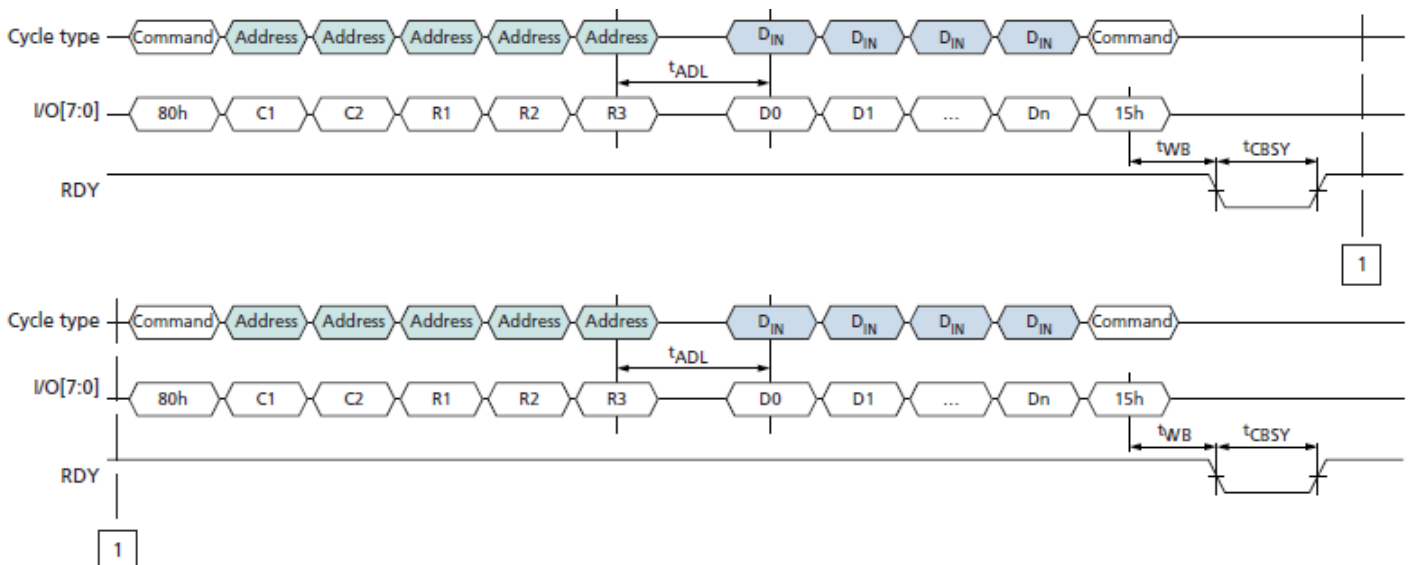 Cycle type Command Address Address Address Address Address DIN DIN DIN DIN Command
tADL
I/O[7:0] 80h C1 C2 R1 R2 R3 D0 D1 ... Dn 15h
tWB tCBSY
RDY
1
Cycle type Command Address Address Address Address Address DIN DIN DIN DIN Command
tADL
I/O[7:0] 80h C1 C2 R1 R2 R3 D0 D1 ... Dn 15h
tWB tCBSY
RDY
1